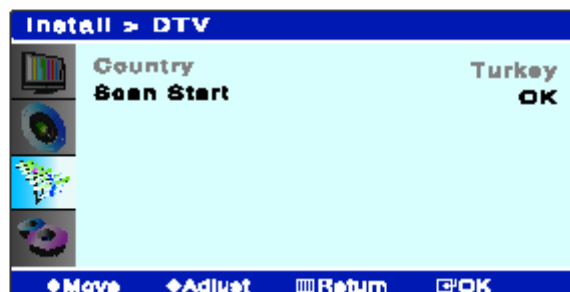 Install > DTV
Country Turkey
Scan Start OK
Move Adjust Return OK